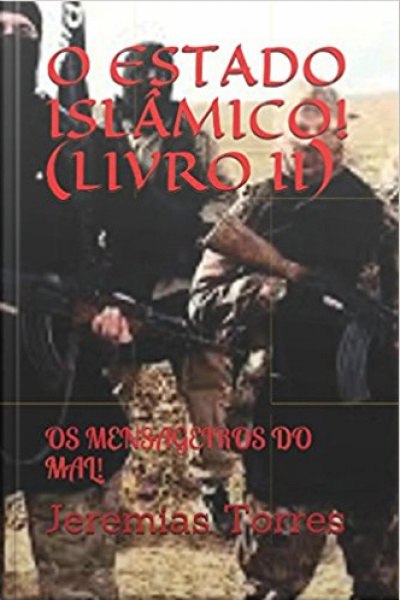 O ESTADO
ISLÂMICO!
(LIVRO II)
OS MENSAGEIROS DO
MAL!
Jeremias Torres